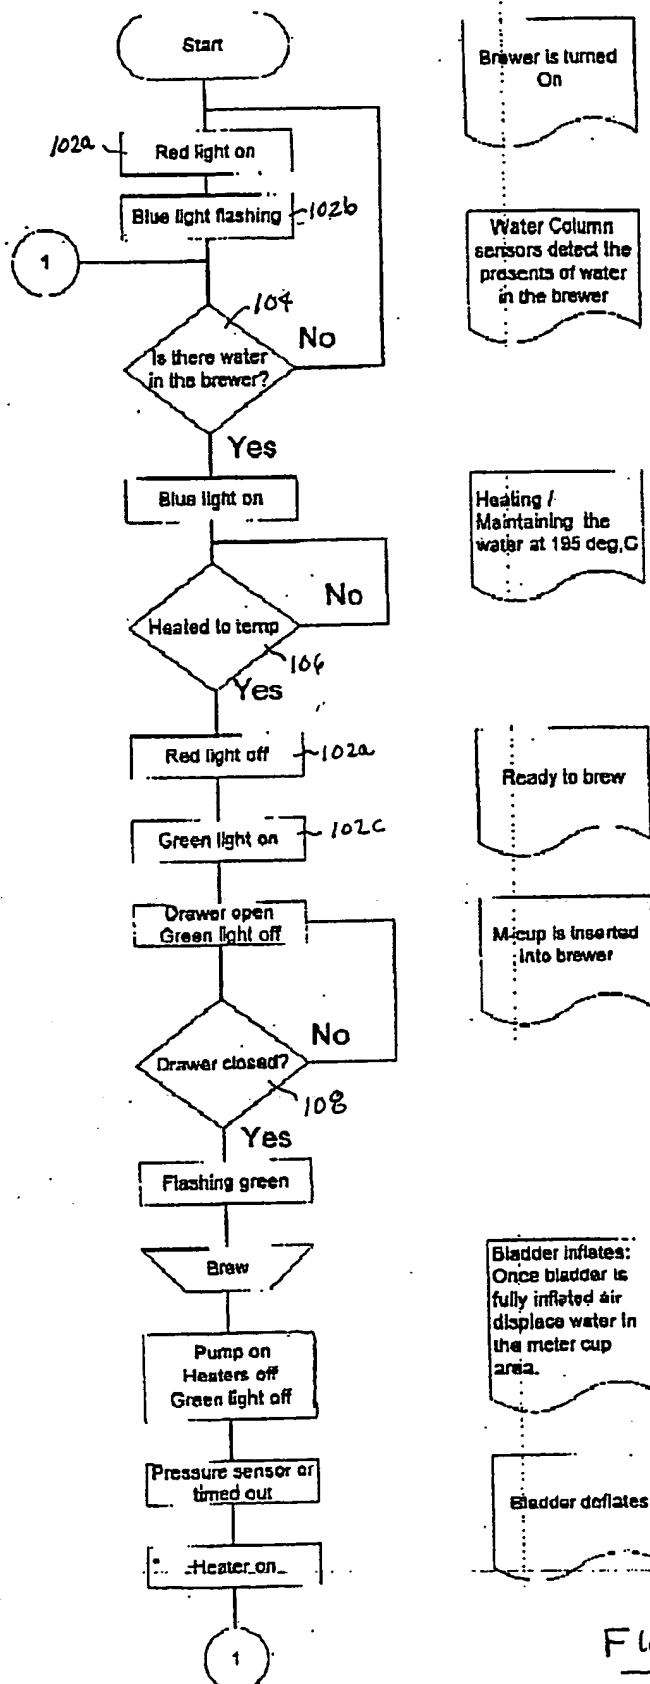 Start
Brewer is turned
On
102a
Red light on
Blue light flashing
102b
1
Water Column
sensors detect the
presents of water
in the brewer
104
No
Is there water
in the brewer?
Yes
Blue light on
Heating /
Maintaining the
water at 195 deg,C
No
Heated to temp
106
Yes
Red light off
102a
Ready to brew
Green light on
102c
Drawer open
Green light off
M-cup is inserted
into brewer
No
Drawer closed?
108
Yes
Flashing green
Brew
Bladder inflates:
Once bladder is
fully inflated air
displace water in
the meter cup
area.
Pump on
Heaters off
Green light off
Pressure sensor or
timed out
Bladder deflates
Heater on
1